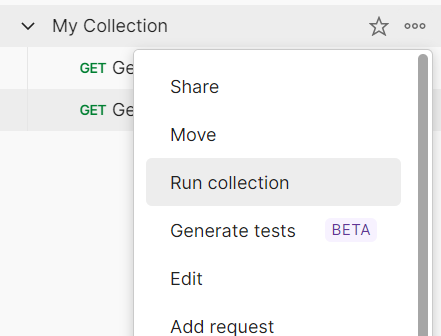 My Collection
GET Ge
GET Ge
Share
Move
Run collection
Generate tests BETA
Edit
Add request